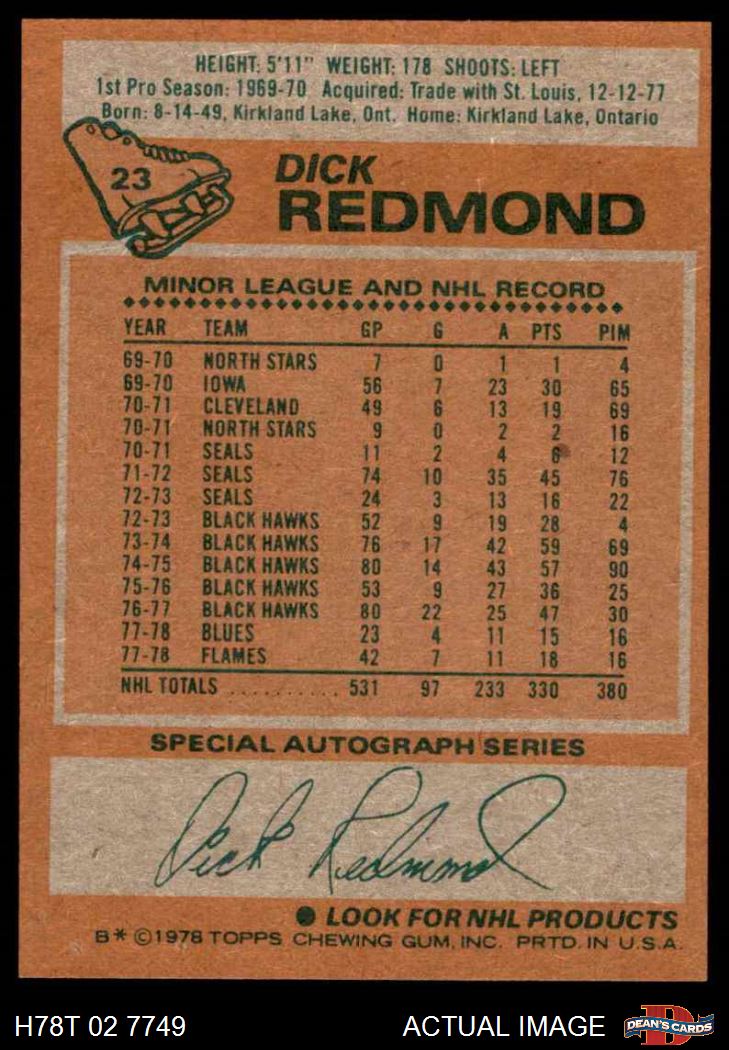 HEIGHT: 5'11" WEIGHT: 178 SHOOTS: LEFT
1st Pro Season: 1969-70 Acquired: Trade with St. Louis, 12-12-77
Born: 8-14-49, Kirkland Lake, Ont. Home: Kirkland Lake, Ontario
23
DICK
REDMOND
MINOR LEAGUE AND NHL RECORD
YEAR TEAM GP G A PTS PIM
69-70 NORTH STARS 7 0 1 1 4
69-70 IOWA 56 7 23 30 65
70-71 CLEVELAND 49 6 13 19 69
70-71 NORTH STARS 9 0 2 2 16
70-71 SEALS 11 2 4 6 12
71-72 SEALS 74 10 35 45 76
72-73 SEALS 24 3 13 16 22
72-73 BLACK HAWKS 52 9 19 28 4
73-74 BLACK HAWKS 76 17 42 59 69
74-75 BLACK HAWKS 80 14 43 57 90
75-76 BLACK HAWKS 53 9 27 36 25
76-77 BLACK HAWKS 80 22 25 47 30
77-78 BLUES 23 4 11 15 16
77-78 FLAMES 42 7 11 18 16
NHL TOTALS .......... 531 97 233 330 380
SPECIAL AUTOGRAPH SERIES
Dick Redmond
● LOOK FOR NHL PRODUCTS
B* ©1978 TOPPS CHEWING GUM, INC. PRTD. IN U.S.A.
H78T 02 7749 ACTUAL IMAGE
D
DEAN'S CARDS